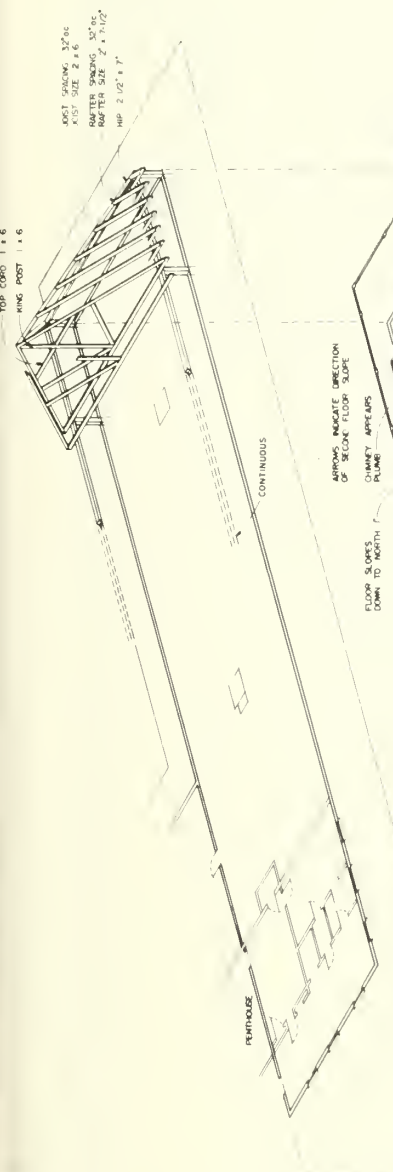 TOP CORD 1 x 6
KING POST 1 x 6
JOIST SPACING 32" oc
JOIST SIZE 2 x 6
RAFTER SPACING 32" oc
RAFTER SIZE 2" x 7-1/2"
HIP 2 1/2" x 7"
CONTINUOUS
PENTHOUSE
ARROWS INDICATE DIRECTION
OF SECOND FLOOR SLOPE
CHIMNEY APPEARS
PLUMB
FLOOR SLOPES
DOWN TO NORTH